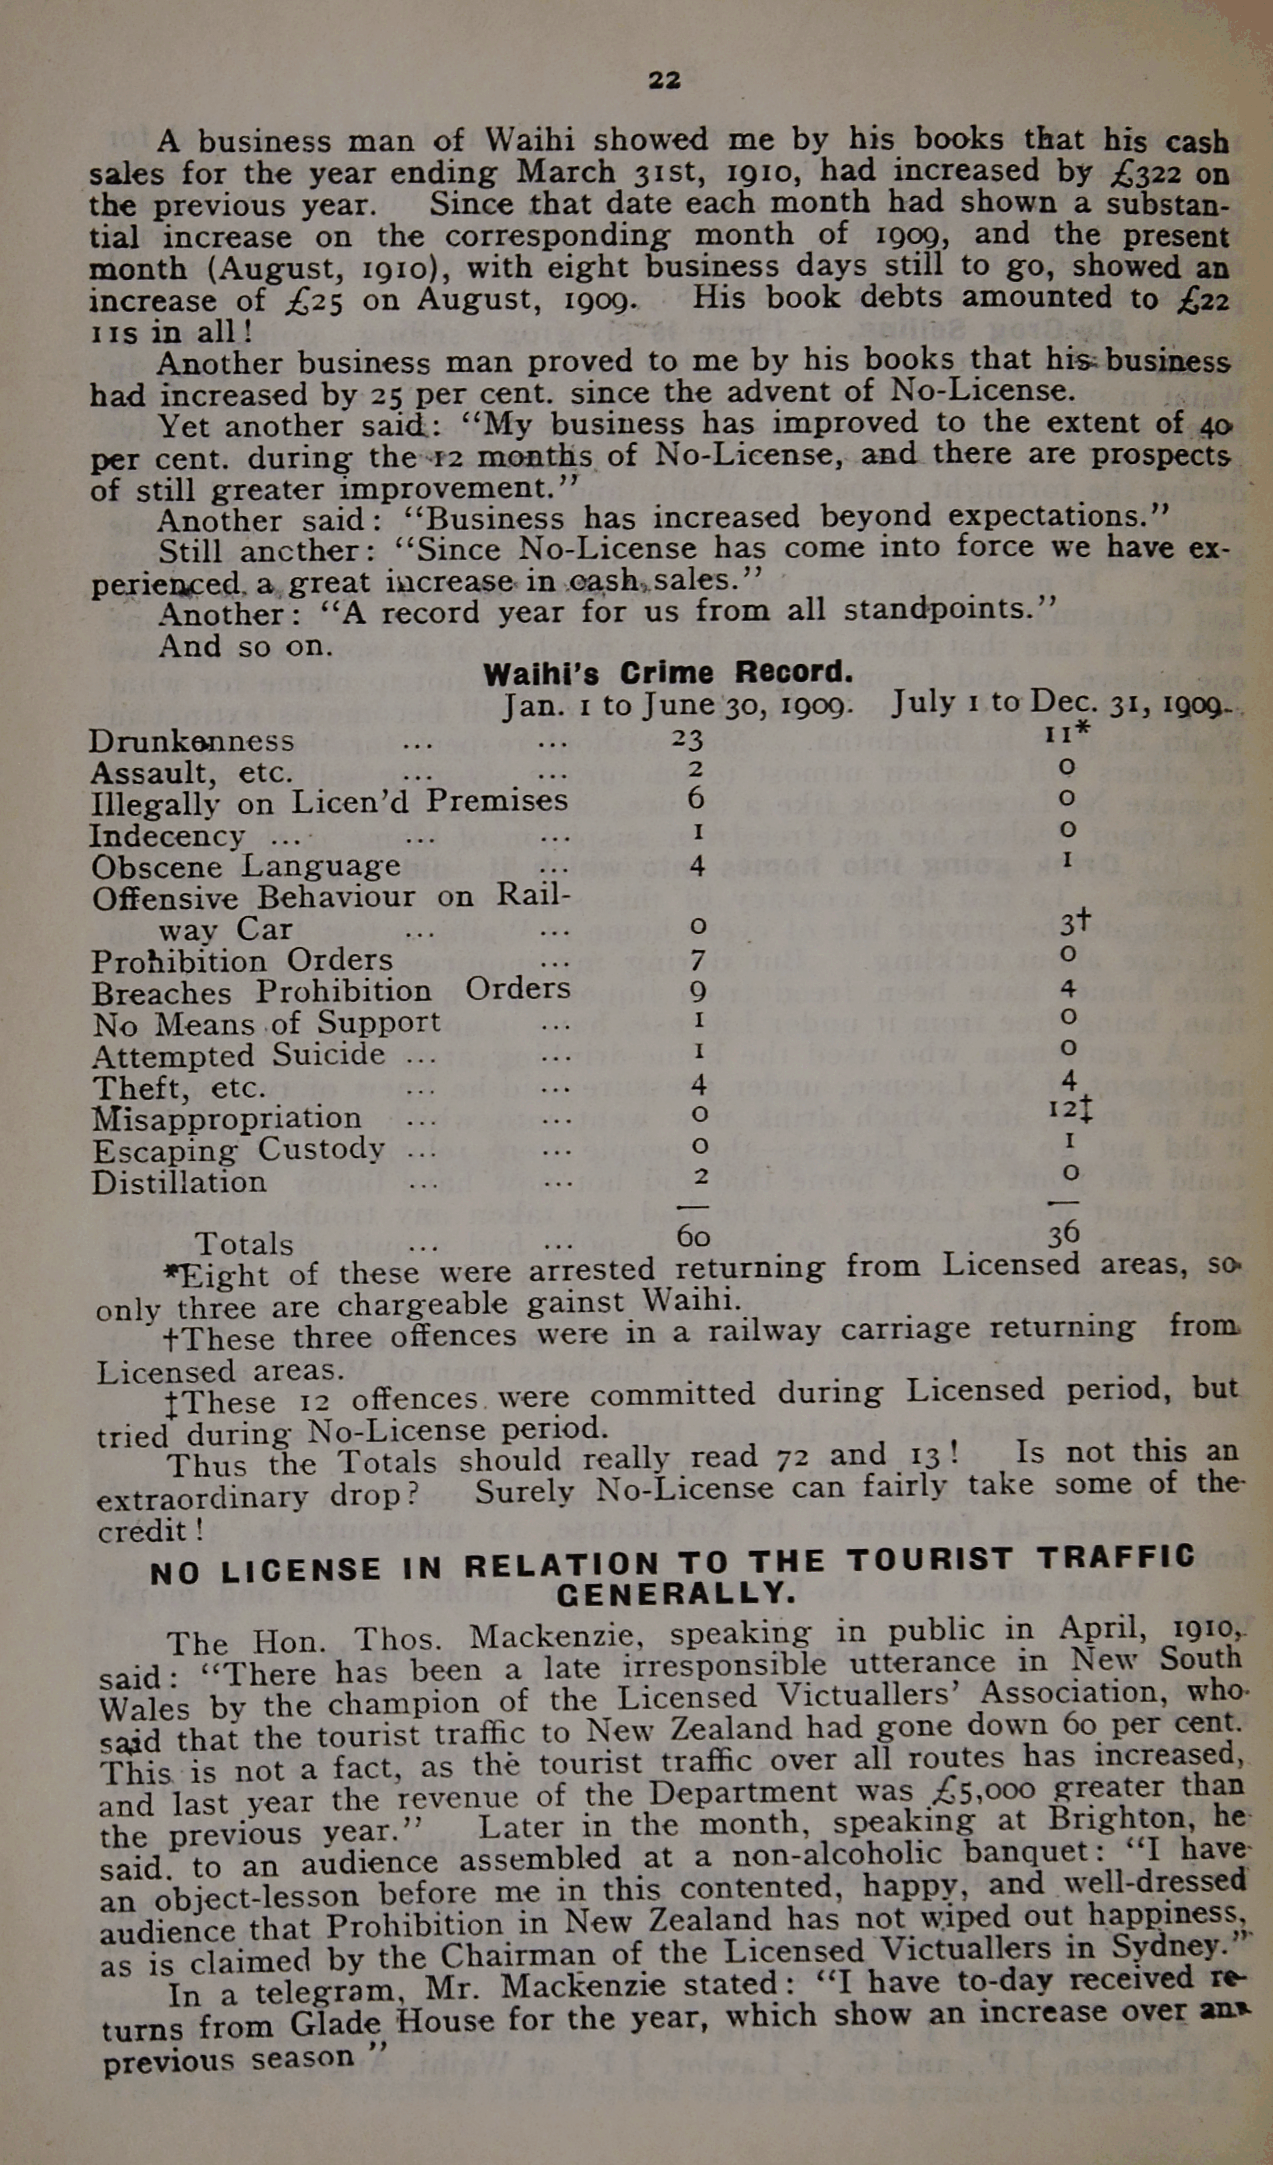 22
A business man of Waihi showed me by his books that his cash
sales for the year ending March 31st, 1910, had increased by £322 on
the previous year. Since that date each month had shown a substan-
tial increase on the corresponding month of 1909, and the present
month (August, 1910), with eight business days still to go, showed an
increase of £25 on August, 1909. His book debts amounted to £22
11s in all!
Another business man proved to me by his books that his business
had increased by 25 per cent. since the advent of No-License.
Yet another said: "My business has improved to the extent of 40
per cent. during the 12 months of No-License, and there are prospects
of still greater improvement."
Another said: "Business has increased beyond expectations."
Still ancther: "Since No-License has come into force we have ex-
perienced a great increase in cash sales."
Another: "A record year for us from all standpoints."
And so on.
Waihi's Crime Record.
Jan. 1 to June 30, 1909. July 1 to Dec. 31, 1909.
Drunkenness ... ... 23 11*
Assault, etc. ... ... 2 0
Illegally on Licen'd Premises 6 0
Indecency ... ... ... 1 0
Obscene Language ... 4 1
Offensive Behaviour on Rail-
way Car ... ... 0 3†
Prohibition Orders ... 7 0
Breaches Prohibition Orders 9 4
No Means of Support ... 1 0
Attempted Suicide ... ... 1 0
Theft, etc. ... ... 4 4
Misappropriation ... ... 0 12‡
Escaping Custody ... ... 0 1
Distillation ... ... 2 0
Totals ... ... 60 36
*Eight of these were arrested returning from Licensed areas, so
only three are chargeable gainst Waihi.
†These three offences were in a railway carriage returning from
Licensed areas.
‡These 12 offences were committed during Licensed period, but
tried during No-License period.
Thus the Totals should really read 72 and 13! Is not this an
extraordinary drop? Surely No-License can fairly take some of the
credit!
NO LICENSE IN RELATION TO THE TOURIST TRAFFIC
GENERALLY.
The Hon. Thos. Mackenzie, speaking in public in April, 1910,
said: "There has been a late irresponsible utterance in New South
Wales by the champion of the Licensed Victuallers' Association, who
said that the tourist traffic to New Zealand had gone down 60 per cent.
This is not a fact, as the tourist traffic over all routes has increased,
and last year the revenue of the Department was £5,000 greater than
the previous year." Later in the month, speaking at Brighton, he
said. to an audience assembled at a non-alcoholic banquet: "I have
an object-lesson before me in this contented, happy, and well-dressed
audience that Prohibition in New Zealand has not wiped out happiness,
as is claimed by the Chairman of the Licensed Victuallers in Sydney."
In a telegram, Mr. Mackenzie stated: "I have to-day received re-
turns from Glade House for the year, which show an increase over any
previous season"